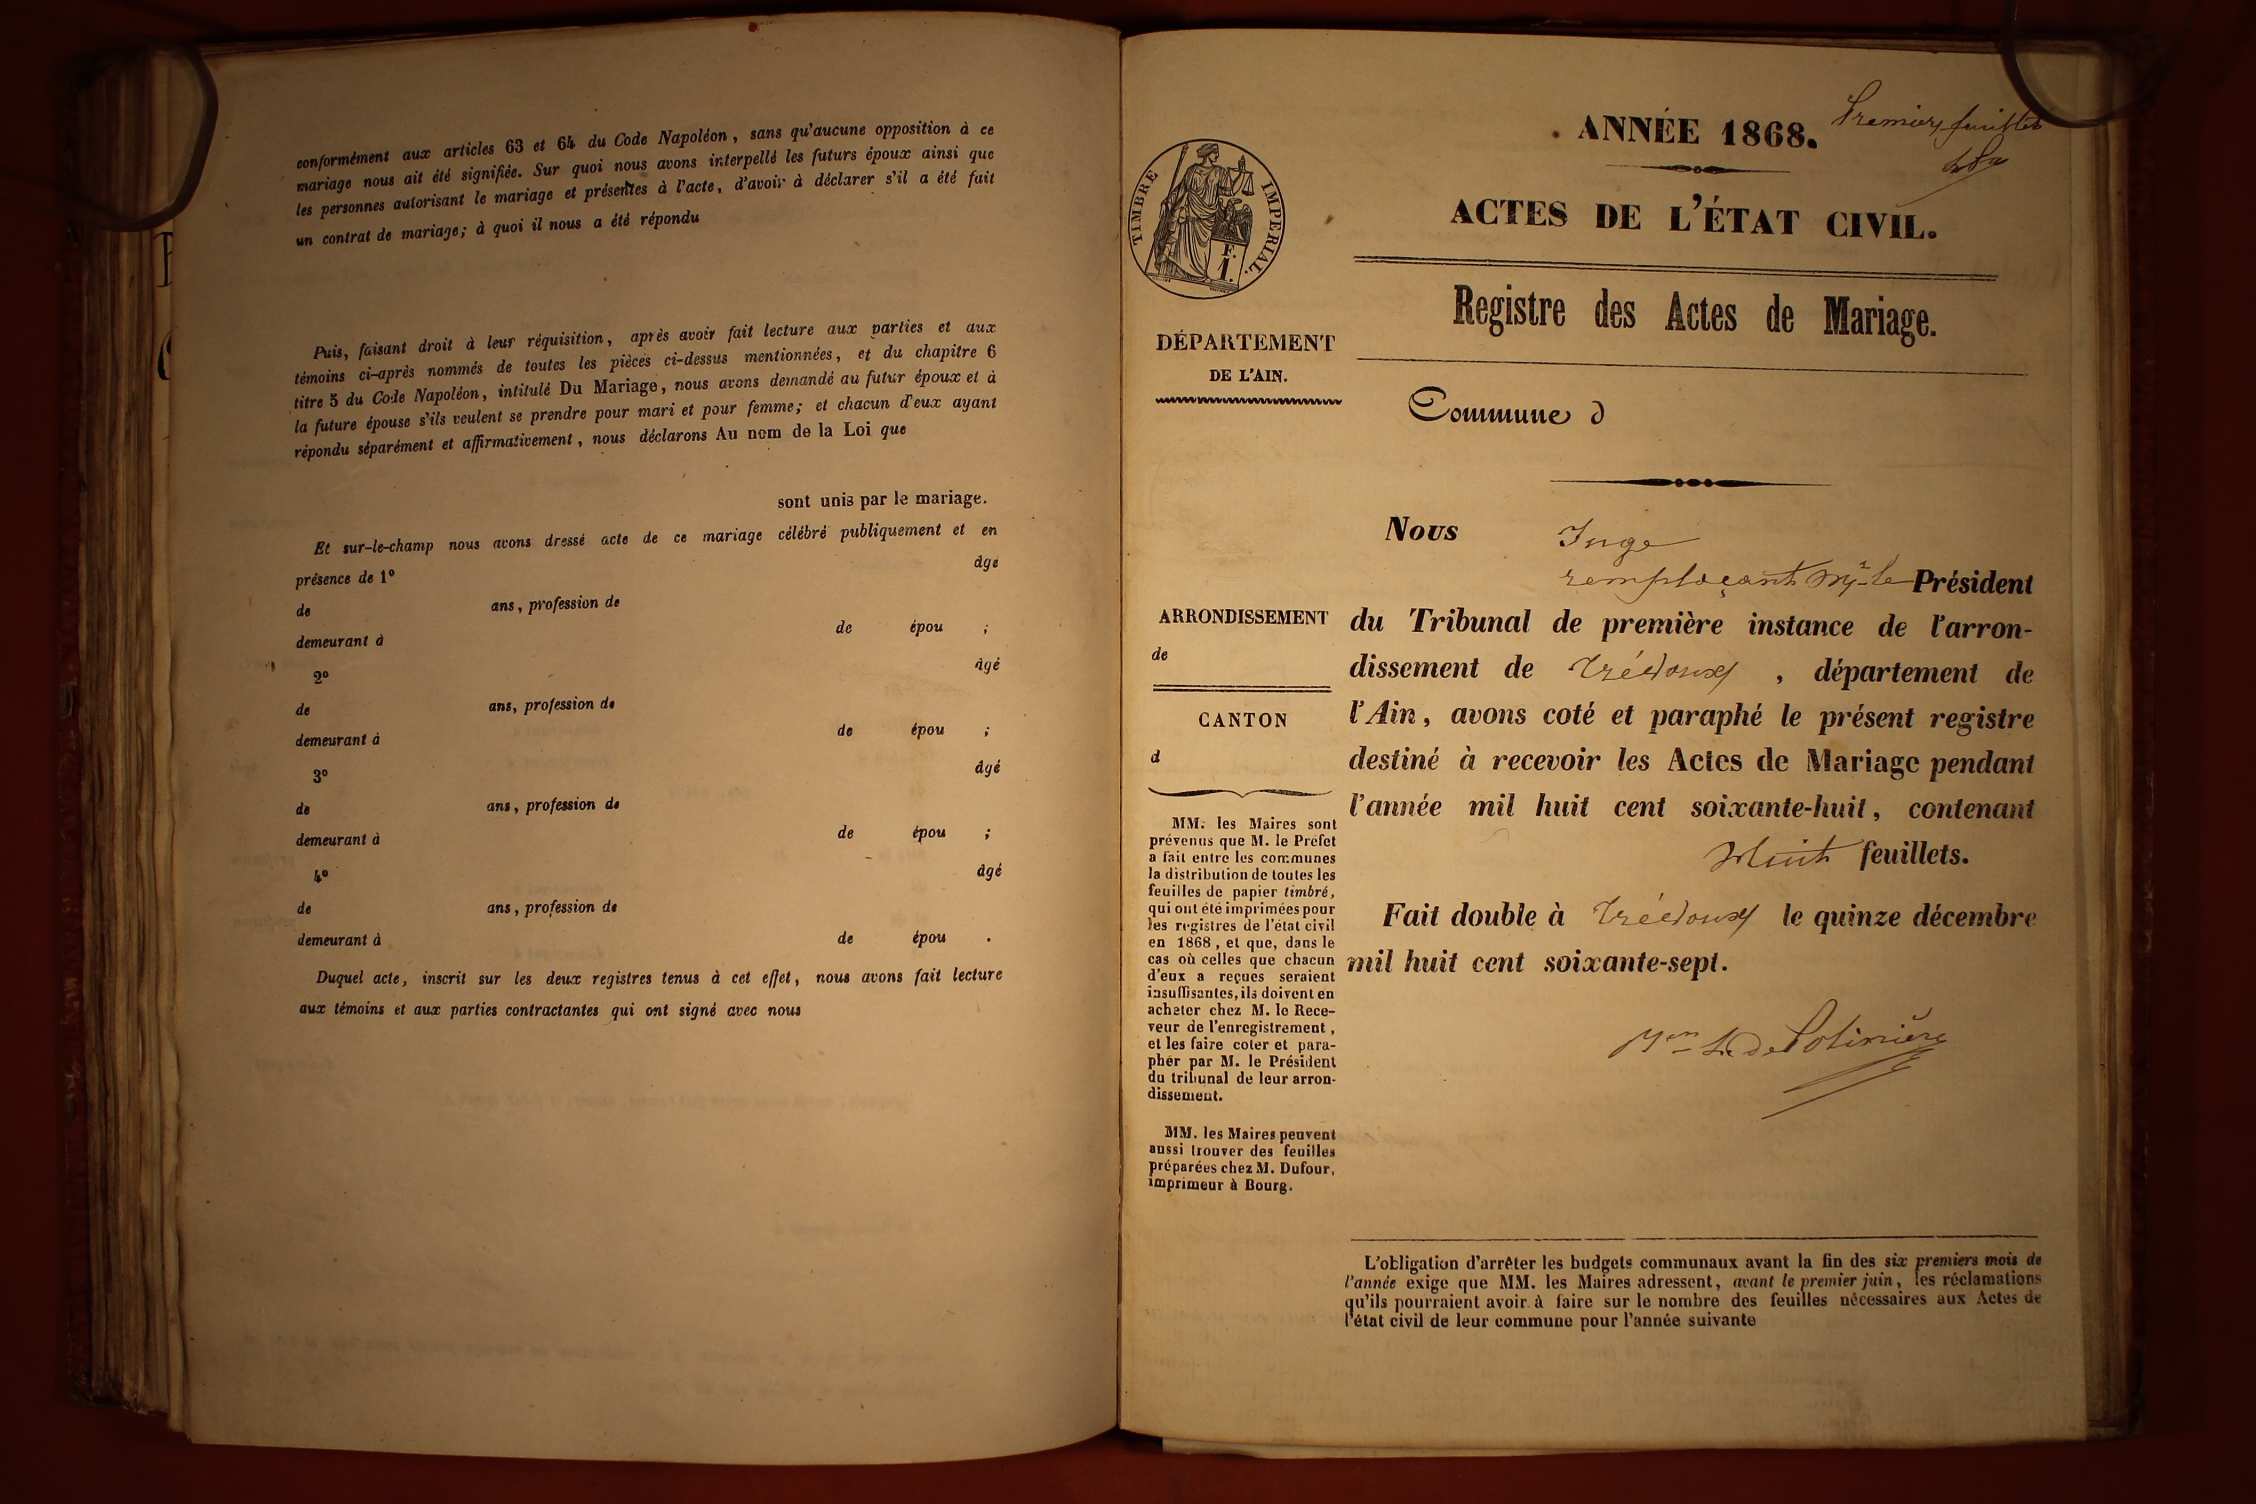 conformément aux articles 63 et 64 du Code Napoléon, sans qu'aucune opposition à ce
mariage nous ait été signifiée. Sur quoi nous avons interpellé les futurs époux ainsi que
les personnes autorisant le mariage et présentes à l'acte, d'avoir à déclarer s'il a été fait
un contrat de mariage; à quoi il nous a été répondu
Puis, faisant droit à leur réquisition, après avoir fait lecture aux parties et aux
témoins ci-après nommés de toutes les pièces ci-dessus mentionnées, et du chapitre 6
titre 5 du Code Napoléon, intitulé Du Mariage, nous avons demandé au futur époux et à
la future épouse s'ils veulent se prendre pour mari et pour femme; et chacun d'eux ayant
répondu séparément et affirmativement, nous déclarons Au nom de la Loi que
sont unis par le mariage.
Et sur-le-champ nous avons dressé acte de ce mariage célébré publiquement et en
présence de 1º âgé
de ans, profession de
demeurant à de épou ;
2º âgé
de ans, profession de
demeurant à de épou ;
3º âgé
de ans, profession de
demeurant à de épou ;
4º âgé
de ans, profession de
demeurant à de épou .
Duquel acte, inscrit sur les deux registres tenus à cet effet, nous avons fait lecture
aux témoins et aux parties contractantes qui ont signé avec nous
Premier feuillet
ANNÉE 1868.
ACTES DE L'ÉTAT CIVIL.
Registre des Actes de Mariage.
TIMBRE IMPÉRIAL.
F.
1.
DÉPARTEMENT
DE L'AIN.
Commune d
ARRONDISSEMENT
de
CANTON
d
MM. les Maires sont
prévenus que M. le Préfet
a fait entre les communes
la distribution de toutes les
feuilles de papier timbré,
qui ont été imprimées pour
les registres de l'état civil
en 1868, et que, dans le
cas où celles que chacun
d'eux a reçues seraient
insuffisantes, ils doivent en
acheter chez M. le Rece-
veur de l'enregistrement,
et les faire coter et para-
pher par M. le Président
du tribunal de leur arron-
dissement.
MM. les Maires peuvent
aussi trouver des feuilles
préparées chez M. Dufour,
imprimeur à Bourg.
Nous Juge
remplaçant Mr le Président
du Tribunal de première instance de l'arron-
dissement de Trévoux, département de
l'Ain, avons coté et paraphé le présent registre
destiné à recevoir les Actes de Mariage pendant
l'année mil huit cent soixante-huit, contenant
Huit feuillets.
Fait double à Trévoux le quinze décembre
mil huit cent soixante-sept.
L'obligation d'arrêter les budgets communaux avant la fin des six premiers mois de
l'année exige que MM. les Maires adressent, avant le premier juin, les réclamations
qu'ils pourraient avoir à faire sur le nombre des feuilles nécessaires aux Actes de
l'état civil de leur commune pour l'année suivante